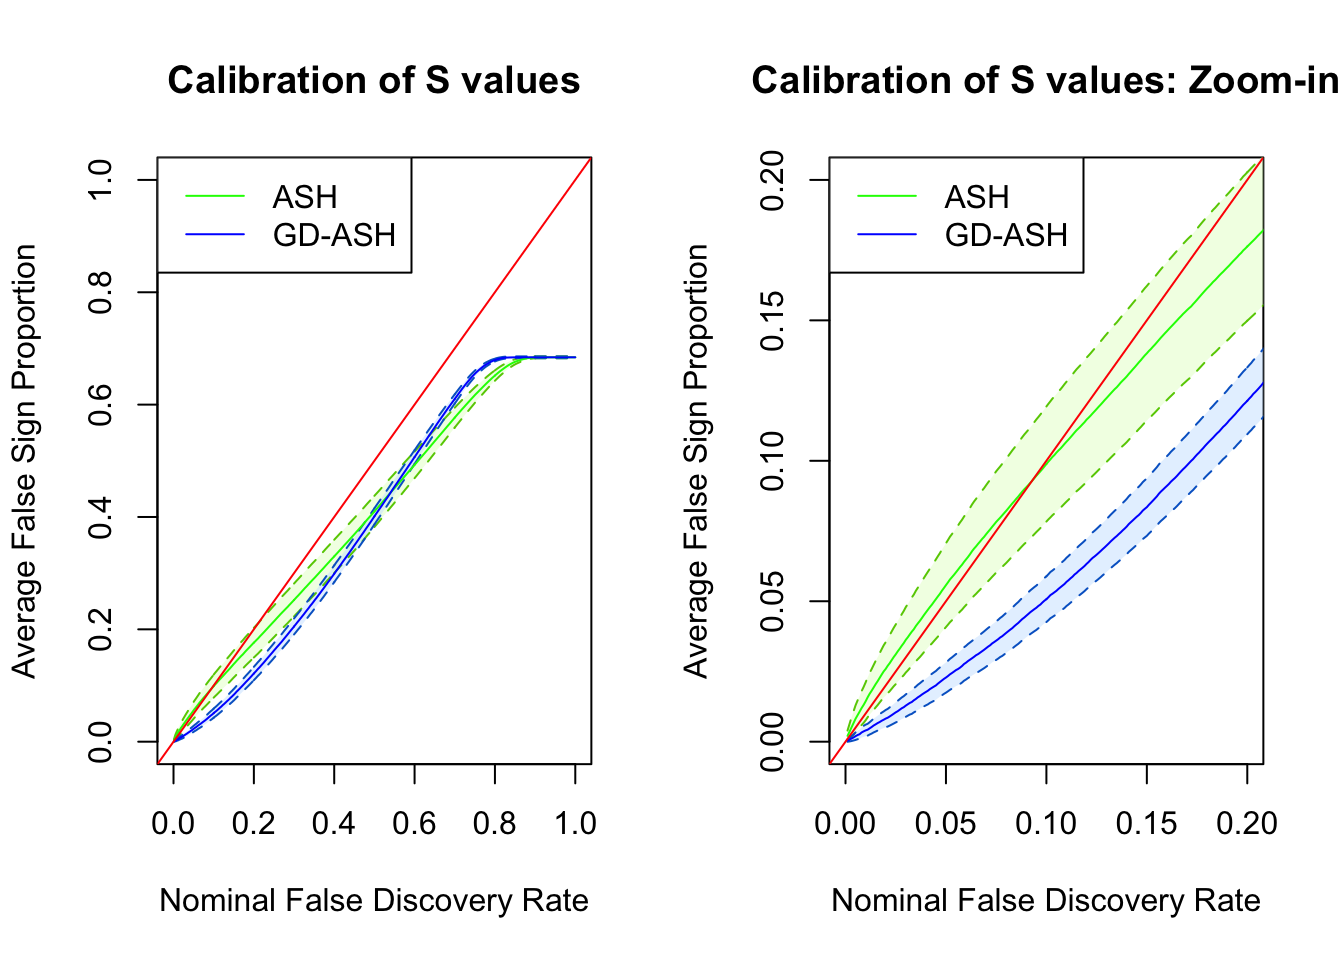 Calibration of S values
ASH
GD-ASH
Average False Sign Proportion
1.0
0.8
0.6
0.4
0.2
0.0
0.0 0.2 0.4 0.6 0.8 1.0
Nominal False Discovery Rate
Calibration of S values: Zoom-in
ASH
GD-ASH
Average False Sign Proportion
0.20
0.15
0.10
0.05
0.00
0.00 0.05 0.10 0.15 0.20
Nominal False Discovery Rate